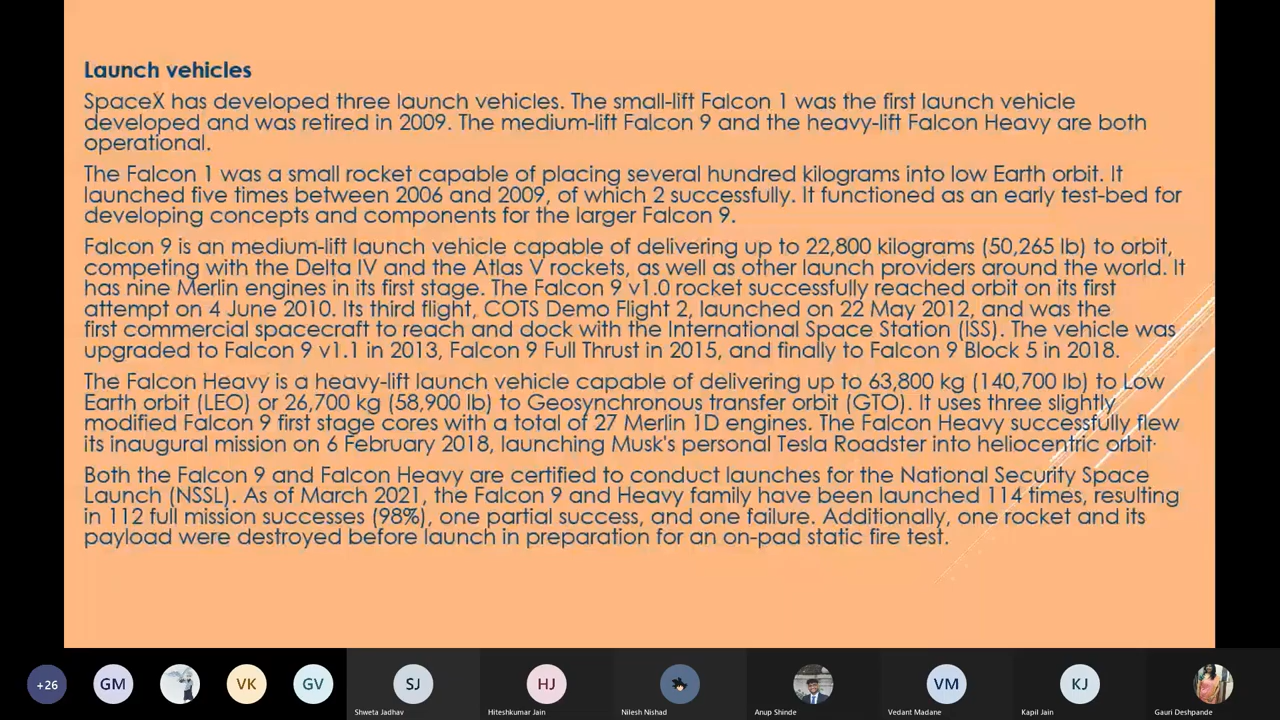 Launch vehicles
SpaceX has developed three launch vehicles. The small-lift Falcon 1 was the first launch vehicle
developed and was retired in 2009. The medium-lift Falcon 9 and the heavy-lift Falcon Heavy are both
operational.
The Falcon 1 was a small rocket capable of placing several hundred kilograms into low Earth orbit. It
launched five times between 2006 and 2009, of which 2 successfully. It functioned as an early test-bed for
developing concepts and components for the larger Falcon 9.
Falcon 9 is an medium-lift launch vehicle capable of delivering up to 22,800 kilograms (50,265 lb) to orbit,
competing with the Delta IV and the Atlas V rockets, as well as other launch providers around the world. It
has nine Merlin engines in its first stage. The Falcon 9 v1.0 rocket successfully reached orbit on its first
attempt on 4 June 2010. Its third flight, COTS Demo Flight 2, launched on 22 May 2012, and was the
first commercial spacecraft to reach and dock with the International Space Station (ISS). The vehicle was
upgraded to Falcon 9 v1.1 in 2013, Falcon 9 Full Thrust in 2015, and finally to Falcon 9 Block 5 in 2018.
The Falcon Heavy is a heavy-lift launch vehicle capable of delivering up to 63,800 kg (140,700 lb) to Low
Earth orbit (LEO) or 26,700 kg (58,900 lb) to Geosynchronous transfer orbit (GTO). It uses three slightly
modified Falcon 9 first stage cores with a total of 27 Merlin 1D engines. The Falcon Heavy successfully flew
its inaugural mission on 6 February 2018, launching Musk's personal Tesla Roadster into heliocentric orbit.
Both the Falcon 9 and Falcon Heavy are certified to conduct launches for the National Security Space
Launch (NSSL). As of March 2021, the Falcon 9 and Heavy family have been launched 114 times, resulting
in 112 full mission successes (98%), one partial success, and one failure. Additionally, one rocket and its
payload were destroyed before launch in preparation for an on-pad static fire test.
+26 GM VK GV SJ HJ VM KJ
Shweta Jadhav Hiteshkumar Jain Nilesh Nishad Anup Shinde Vedant Madane Kapil Jain Gauri Deshpande